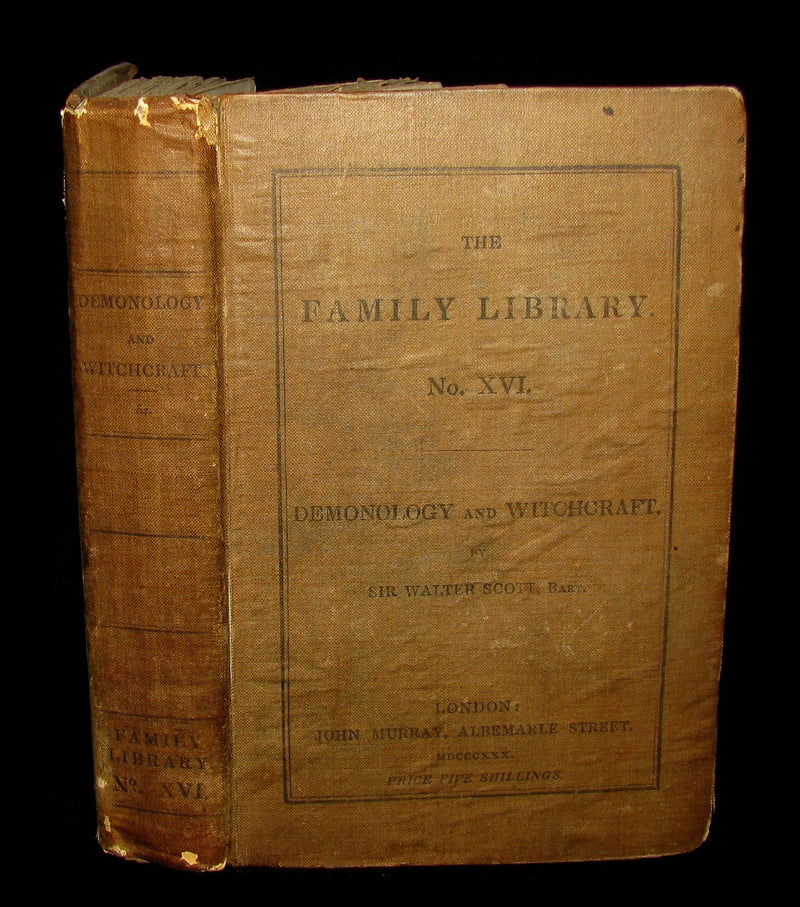 DEMONOLOGY
AND
WITCHCRAFT
&c.
FAMILY
LIBRARY
No. XVI.
THE
FAMILY LIBRARY.
No. XVI.
DEMONOLOGY AND WITCHCRAFT.
BY
SIR WALTER SCOTT, BART.
LONDON:
JOHN MURRAY, ALBEMARLE STREET.
MDCCCXXX.
PRICE FIVE SHILLINGS.